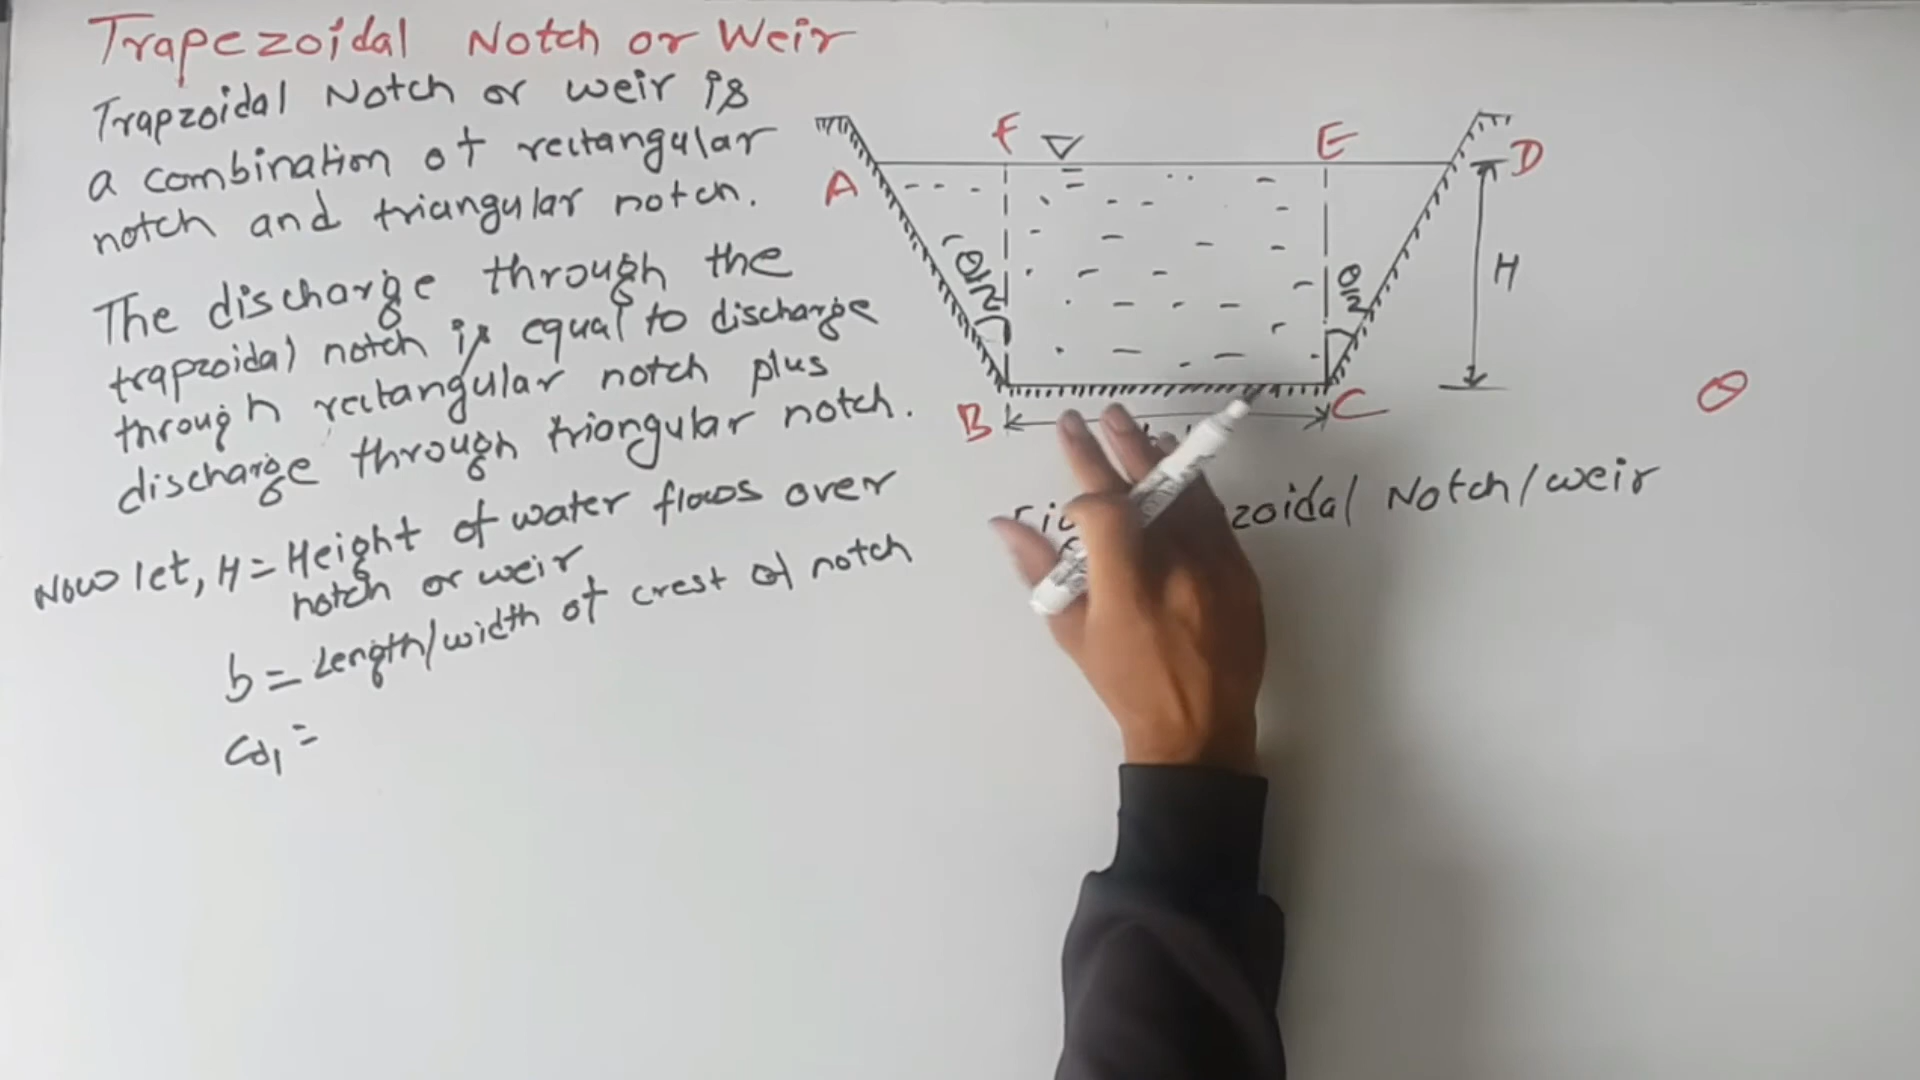 Trapezoidal Notch or Weir
Trapzoidal Notch or weir is
a combination of rectangular
notch and triangular notch.
The discharge through the
trapzoidal notch is equal to discharge
through rectangular notch plus
discharge through triongular notch.
Now let, H = Height of water flows over
notch or weir
b = Length/width of crest of notch
Cd1 =
F
E
A
D
θ/2
θ/2
H
B
C
θ
zoidal Notch/weir